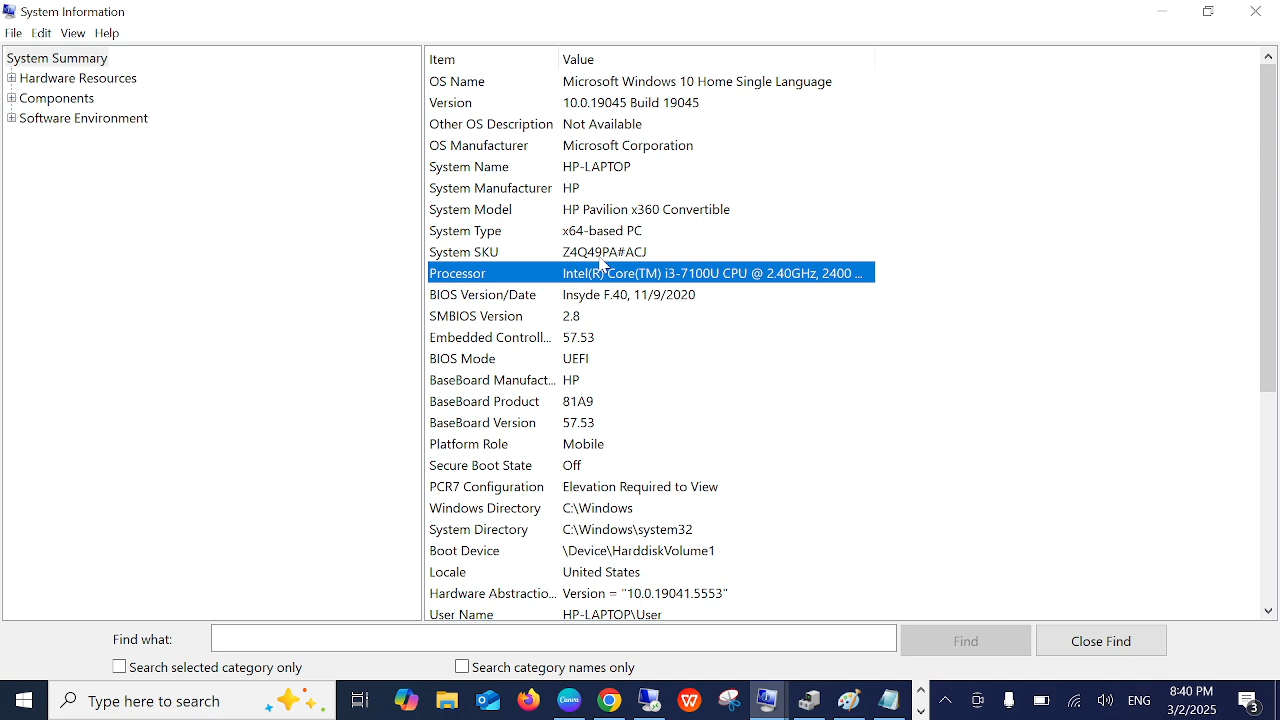 System Information
File Edit View Help
System Summary
Hardware Resources
Components
Software Environment
Item Value
OS Name Microsoft Windows 10 Home Single Language
Version 10.0.19045 Build 19045
Other OS Description Not Available
OS Manufacturer Microsoft Corporation
System Name HP-LAPTOP
System Manufacturer HP
System Model HP Pavilion x360 Convertible
System Type x64-based PC
System SKU Z4Q49PA#ACJ
Processor Intel(R) Core(TM) i3-7100U CPU @ 2.40GHz, 2400 ...
BIOS Version/Date Insyde F.40, 11/9/2020
SMBIOS Version 2.8
Embedded Controll... 57.53
BIOS Mode UEFI
BaseBoard Manufact... HP
BaseBoard Product 81A9
BaseBoard Version 57.53
Platform Role Mobile
Secure Boot State Off
PCR7 Configuration Elevation Required to View
Windows Directory C:\Windows
System Directory C:\Windows\system32
Boot Device \Device\HarddiskVolume1
Locale United States
Hardware Abstractio... Version = "10.0.19041.5553"
User Name HP-LAPTOP\User
Find what: Find Close Find
Search selected category only Search category names only
Type here to search Canva W ENG 8:40 PM
3/2/2025 3